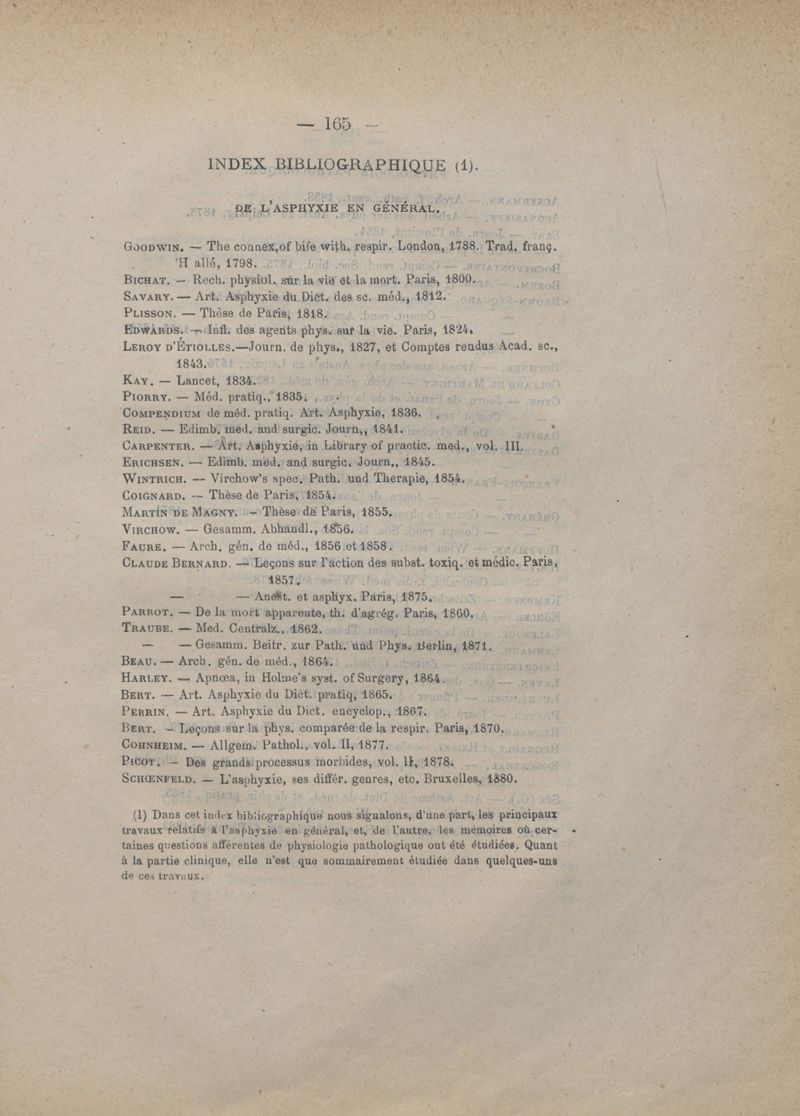 — 165 —
INDEX BIBLIOGRAPHIQUE (1).
DE L'ASPHYXIE EN GÉNÉRAL.
GOODWIN. — The connex,of bife with. respir. London, 1788. Trad. franç.
'H allé, 1798.
BICHAT. — Rech. physiol. sur la vie et la mort. Paris, 1800.
SAVARY. — Art. Asphyxie du Dict. des sc. méd., 1812.
PLISSON. — Thèse de Paris, 1818.
EDWARDS. — Infl. des agents phys. sur la vie. Paris, 1824.
LEROY D'ÉTIOLLES.—Journ. de phys., 1827, et Comptes rendus Acad. sc.,
1843.
KAY. — Lancet, 1834.
PIORRY. — Méd. pratiq., 1835.
COMPENDIUM de méd. pratiq. Art. Asphyxie, 1836.
REID. — Edimb. med. and surgic. Journ,, 1841.
CARPENTER. — Art. Asphyxie, in Library of practic. med., vol. III.
ERICHSEN. — Edimb. med. and surgic. Journ., 1845.
WINTRICH. — Virchow's spec. Path. und Therapie, 1854.
COIGNARD. — Thèse de Paris, 1854.
MARTIN DE MAGNY. — Thèse de Paris, 1855.
VIRCHOW. — Gesamm. Abhandl., 1856.
FAURE. — Arch. gén. de méd., 1856 et 1858.
CLAUDE BERNARD. — Leçons sur l'action des subst. toxiq. et médic. Paris,
1857.
— — Anest. et asphyx. Paris, 1875.
PARROT. — De la mort apparente, th. d'agrég. Paris, 1860.
TRAUBE. — Med. Centralz., 1862.
— — Gesamm. Beitr. zur Path. und Phys. Berlin, 1871.
BEAU. — Arch. gén. de méd., 1864.
HARLEY. — Apnœa, in Holme's syst. of Surgery, 1864.
BERT. — Art. Asphyxie du Dict. pratiq, 1865.
PERRIN. — Art. Asphyxie du Dict. encyclop., 1867.
BERT. — Leçons sur la phys. comparée de la respir. Paris, 1870.
COHNHEIM. — Allgem. Pathol., vol. II, 1877.
PICOT. — Des grands processus morbides, vol. II, 1878.
SCHŒNFELD. — L'asphyxie, ses différ. genres, etc. Bruxelles, 1880.
(1) Dans cet index bibliographique nous signalons, d'une part, les principaux
travaux relatifs à l'asphyxie en général, et, de l'autre, les mémoires où cer-
taines questions afférentes de physiologie pathologique ont été étudiées. Quant
à la partie clinique, elle n'est que sommairement étudiée dans quelques-uns
de ces travaux.